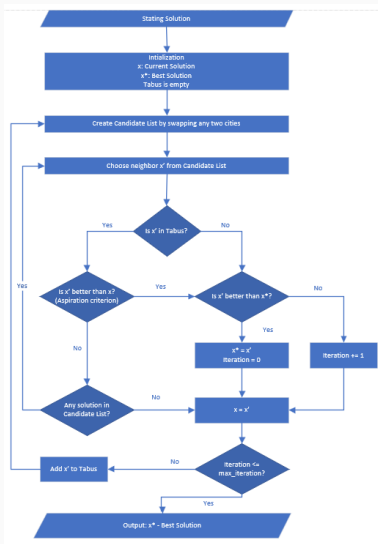 Stating Solution
Intialization
x: Current Solution
x*: Best Solution
Tabus is empty
Create Candidate List by swapping any two cities
Choose neighbor x' from Candidate List
Is x' in Tabus?
Yes
No
Is x' better than x?
(Aspiration criterion)
Yes
Is x' better than x*?
No
Yes
Yes
No
x* = x'
Iteration = 0
Iteration += 1
Any solution in
Candidate List?
No
x = x'
Add x' to Tabus
No
Iteration <=
max_iteration?
Yes
Output: x* - Best Solution